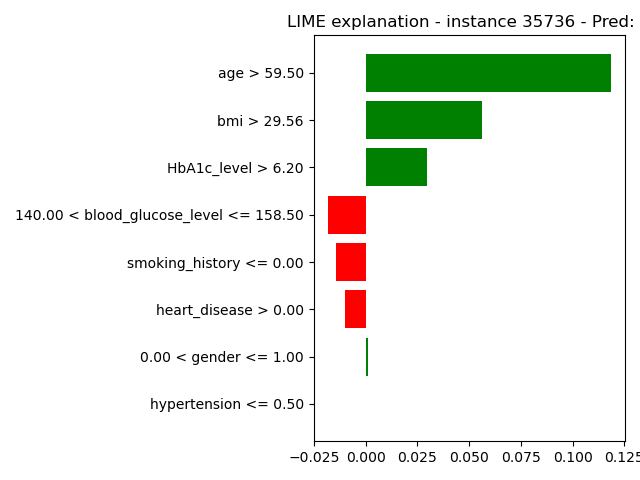 LIME explanation - instance 35736 - Pred:
age > 59.50
bmi > 29.56
HbA1c_level > 6.20
140.00 < blood_glucose_level <= 158.50
smoking_history <= 0.00
heart_disease > 0.00
0.00 < gender <= 1.00
hypertension <= 0.50
−0.025 0.000 0.025 0.050 0.075 0.100 0.125